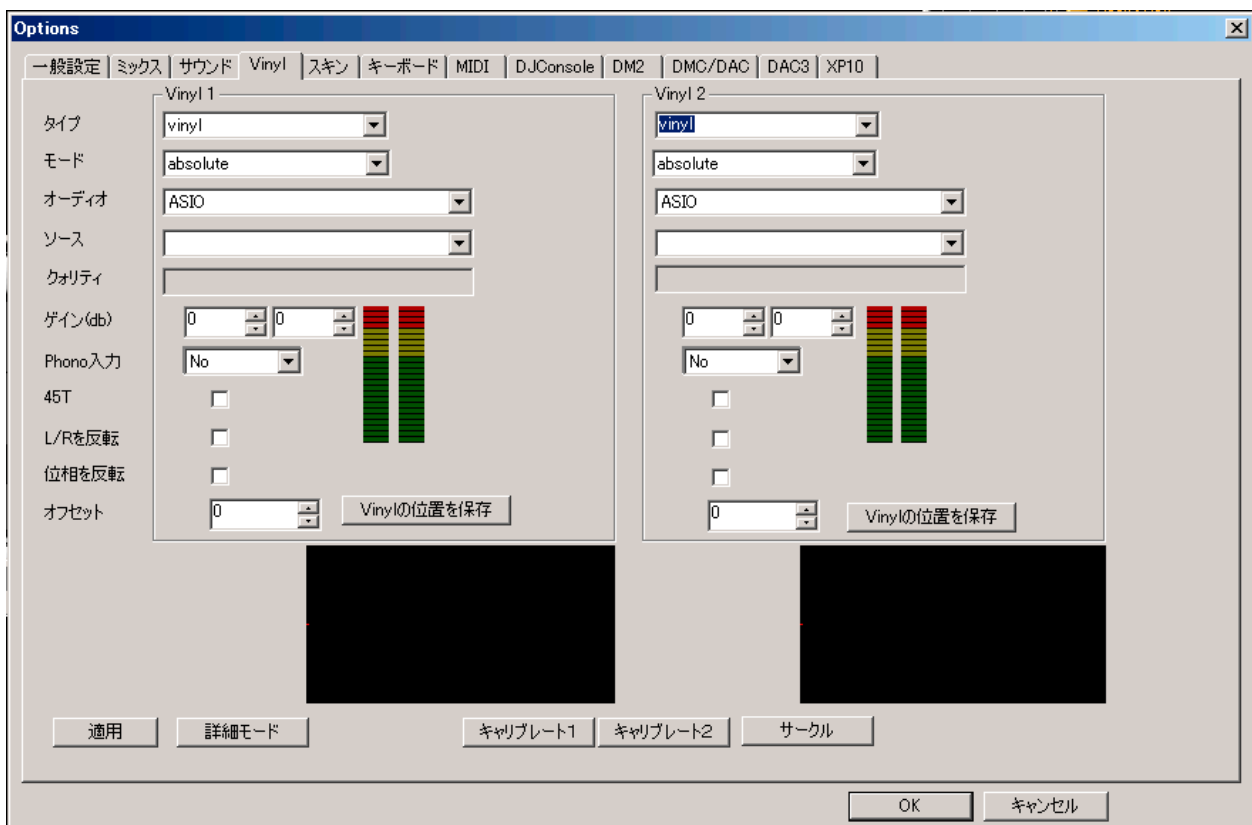 Options
一般設定 ミックス サウンド Vinyl スキン キーボード MIDI DJConsole DM2 DMC/DAC DAC3 XP10
Vinyl 1 Vinyl 2
タイプ vinyl vinyl
モード absolute absolute
オーディオ ASIO ASIO
ソース
クォリティ
ゲイン(db) 0 0 0 0
Phono入力 No No
45T
L/Rを反転
位相を反転
オフセット 0 Vinylの位置を保存 0 Vinylの位置を保存
適用 詳細モード キャリブレート1 キャリブレート2 サークル
OK キャンセル